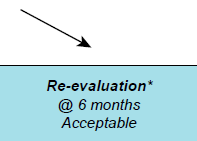 Re-evaluation*
@ 6 months
Acceptable